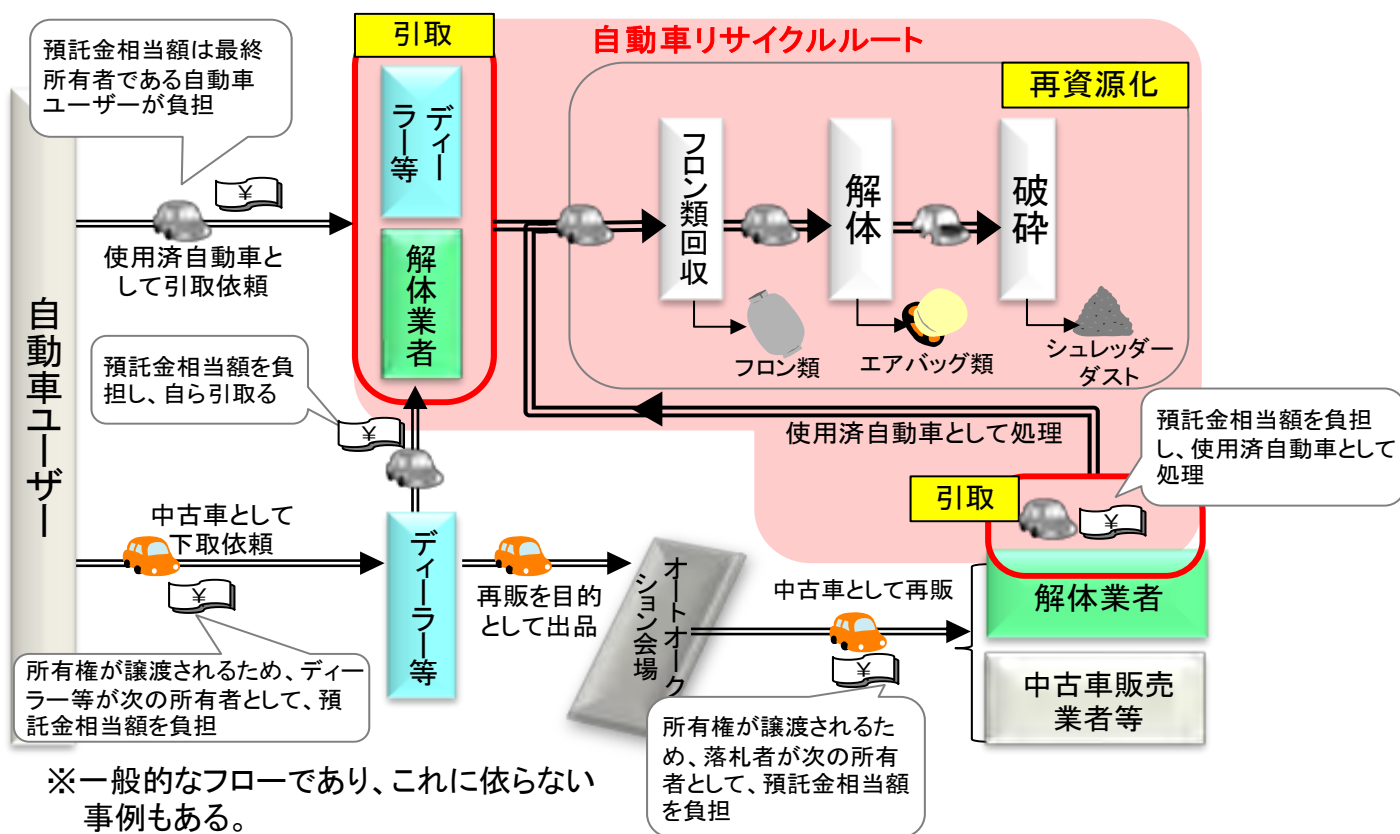 預託金相当額は最終
所有者である自動車
ユーザーが負担
引取
自動車リサイクルルート
再資源化
自動車ユーザー
¥
使用済自動車と
して引取依頼
ディー
ラー等
解体業者
フロン類回収
解体
破砕
フロン類
エアバッグ類
シュレッダー
ダスト
預託金相当額を負
担し、自ら引取る
¥
使用済自動車として処理
預託金相当額を負担
し、使用済自動車として
処理
引取
¥
中古車として
下取依頼
¥
ディーラー等
再販を目的
として出品
オートオーク
ション会場
中古車として再販
¥
解体業者
中古車販売
業者等
所有権が譲渡されるため、ディー
ラー等が次の所有者として、預
託金相当額を負担
所有権が譲渡されるた
め、落札者が次の所有
者として、預託金相当額
を負担
※一般的なフローであり、これに依らない
事例もある。